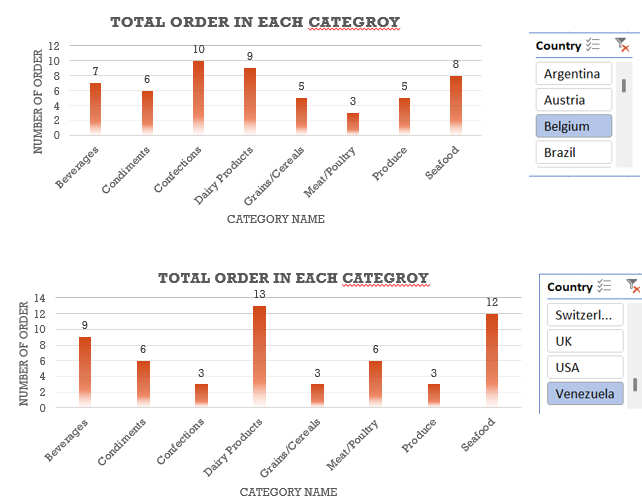 TOTAL ORDER IN EACH CATEGROY
NUMBER OF ORDER
12
10
8
6
4
2
0
7
6
10
9
5
3
5
8
Beverages
Condiments
Confections
Dairy Products
Grains/Cereals
Meat/Poultry
Produce
Seafood
CATEGORY NAME
Country
Argentina
Austria
Belgium
Brazil
TOTAL ORDER IN EACH CATEGROY
NUMBER OF ORDER
14
12
10
8
6
4
2
0
9
6
3
13
3
6
3
12
Beverages
Condiments
Confections
Dairy Products
Grains/Cereals
Meat/Poultry
Produce
Seafood
CATEGORY NAME
Country
Switzerl...
UK
USA
Venezuela